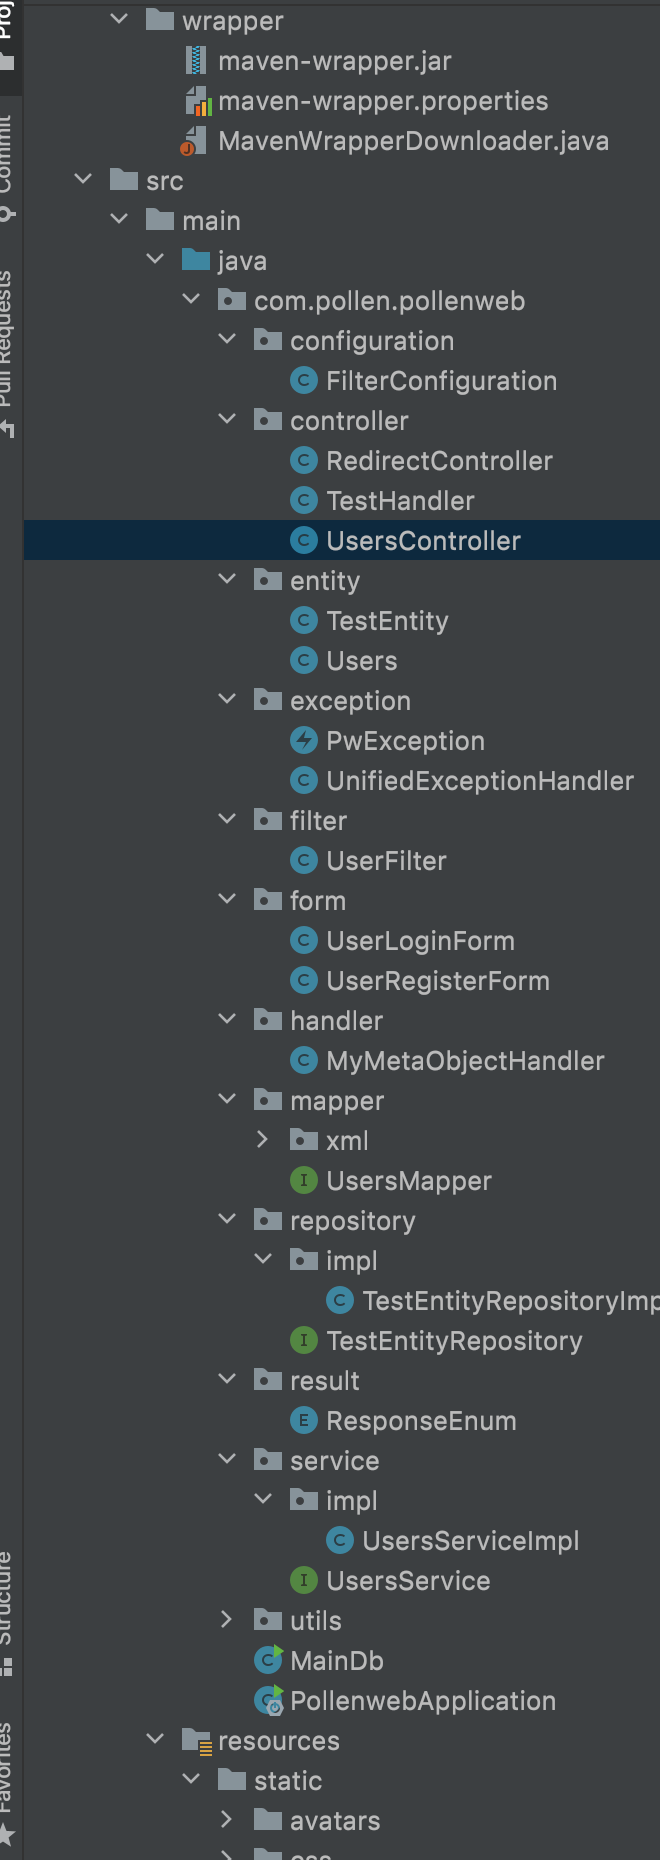 wrapper
maven-wrapper.jar
maven-wrapper.properties
MavenWrapperDownloader.java
src
main
java
com.pollen.pollenweb
configuration
FilterConfiguration
controller
RedirectController
TestHandler
UsersController
entity
TestEntity
Users
exception
PwException
UnifiedExceptionHandler
filter
UserFilter
form
UserLoginForm
UserRegisterForm
handler
MyMetaObjectHandler
mapper
xml
UsersMapper
repository
impl
TestEntityRepositoryImp
TestEntityRepository
result
ResponseEnum
service
impl
UsersServiceImpl
UsersService
utils
MainDb
PollenwebApplication
resources
static
avatars
css
Proj
Commit
Pull Requests
Structure
Favorites